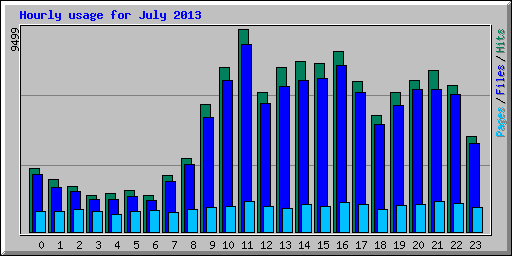 Hourly usage for July 2013
9499
Pages / Files / Hits
0 1 2 3 4 5 6 7 8 9 10 11 12 13 14 15 16 17 18 19 20 21 22 23